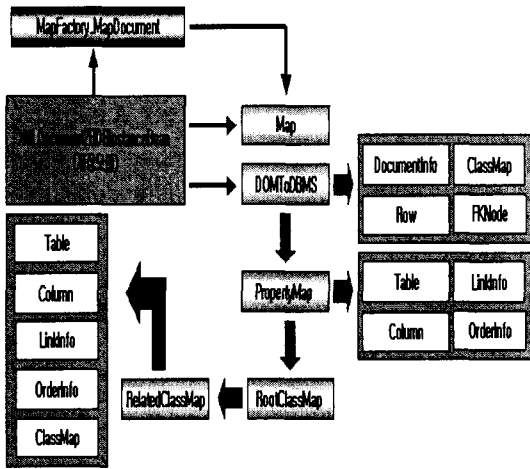 MapFactory_MapDocument
Map
DOMToDBMS
DocumentInfo
ClassMap
Row
FKNode
Table
Column
LinkInfo
OrderInfo
ClassMap
PropertyMap
Table
LinkInfo
Column
OrderInfo
RelatedClassMap
RootClassMap